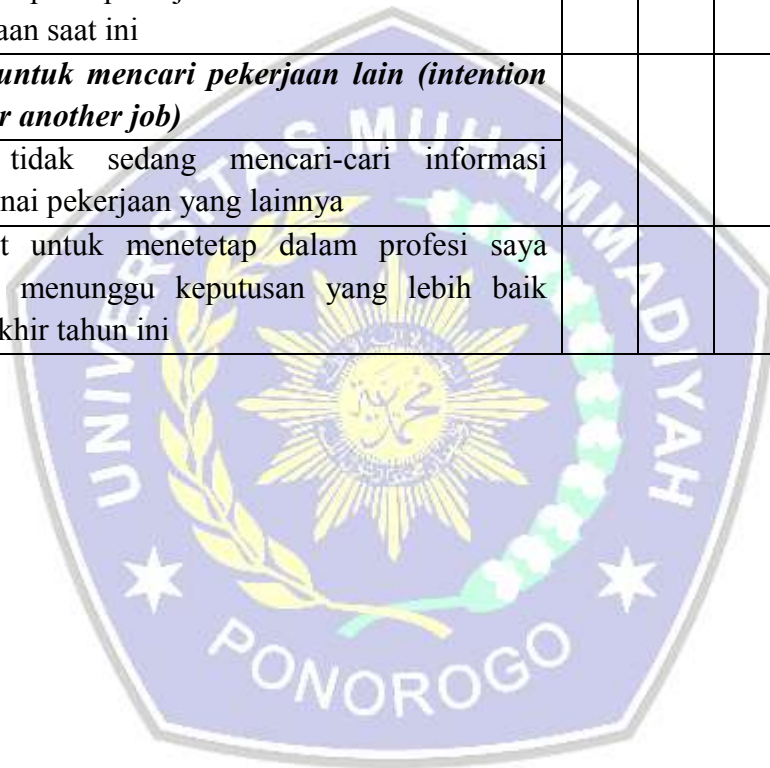 aan saat ini
untuk mencari pekerjaan lain (intention
r another job)
tidak sedang mencari-cari informasi
nai pekerjaan yang lainnya
t untuk menetetap dalam profesi saya
menunggu keputusan yang lebih baik
khir tahun ini
UNIVERSITAS MUHAMMADIYAH
PONOROGO